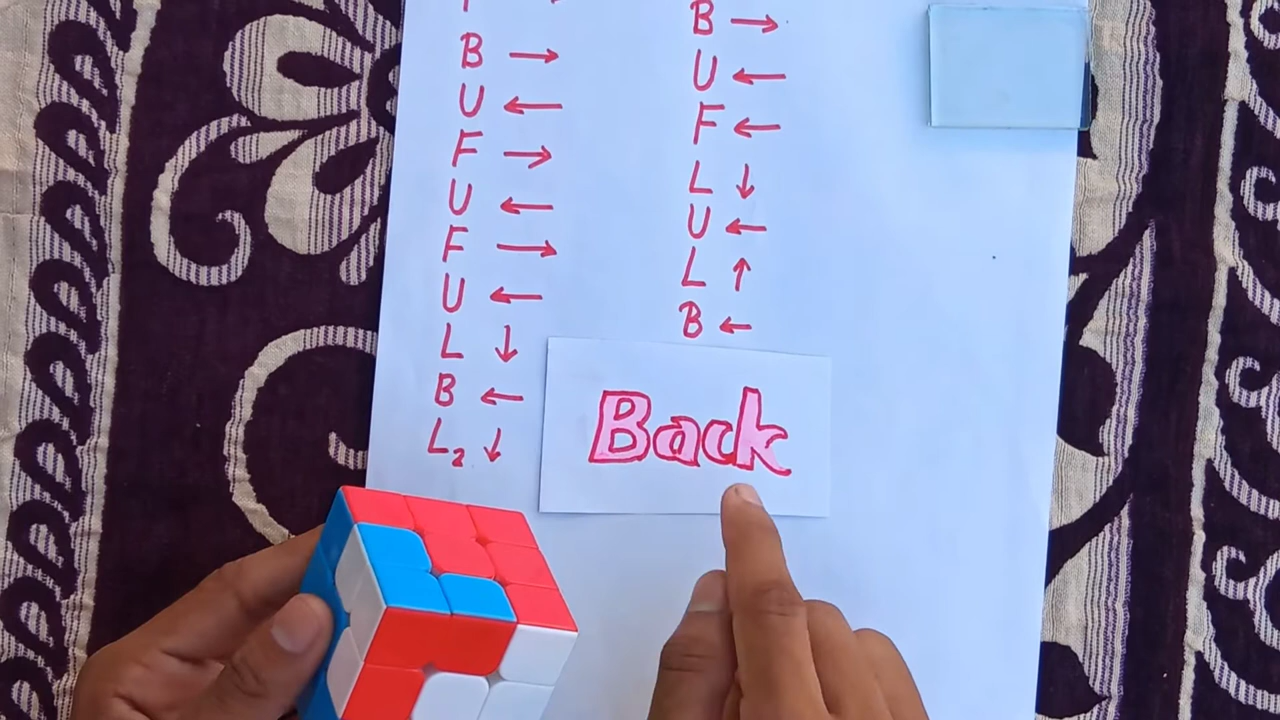 B →
U ←
F →
U ←
F →
U ←
L ↓
B ←
L₂ ↓
B →
U ←
F ←
L ↓
U ←
L ↑
B ←
Back